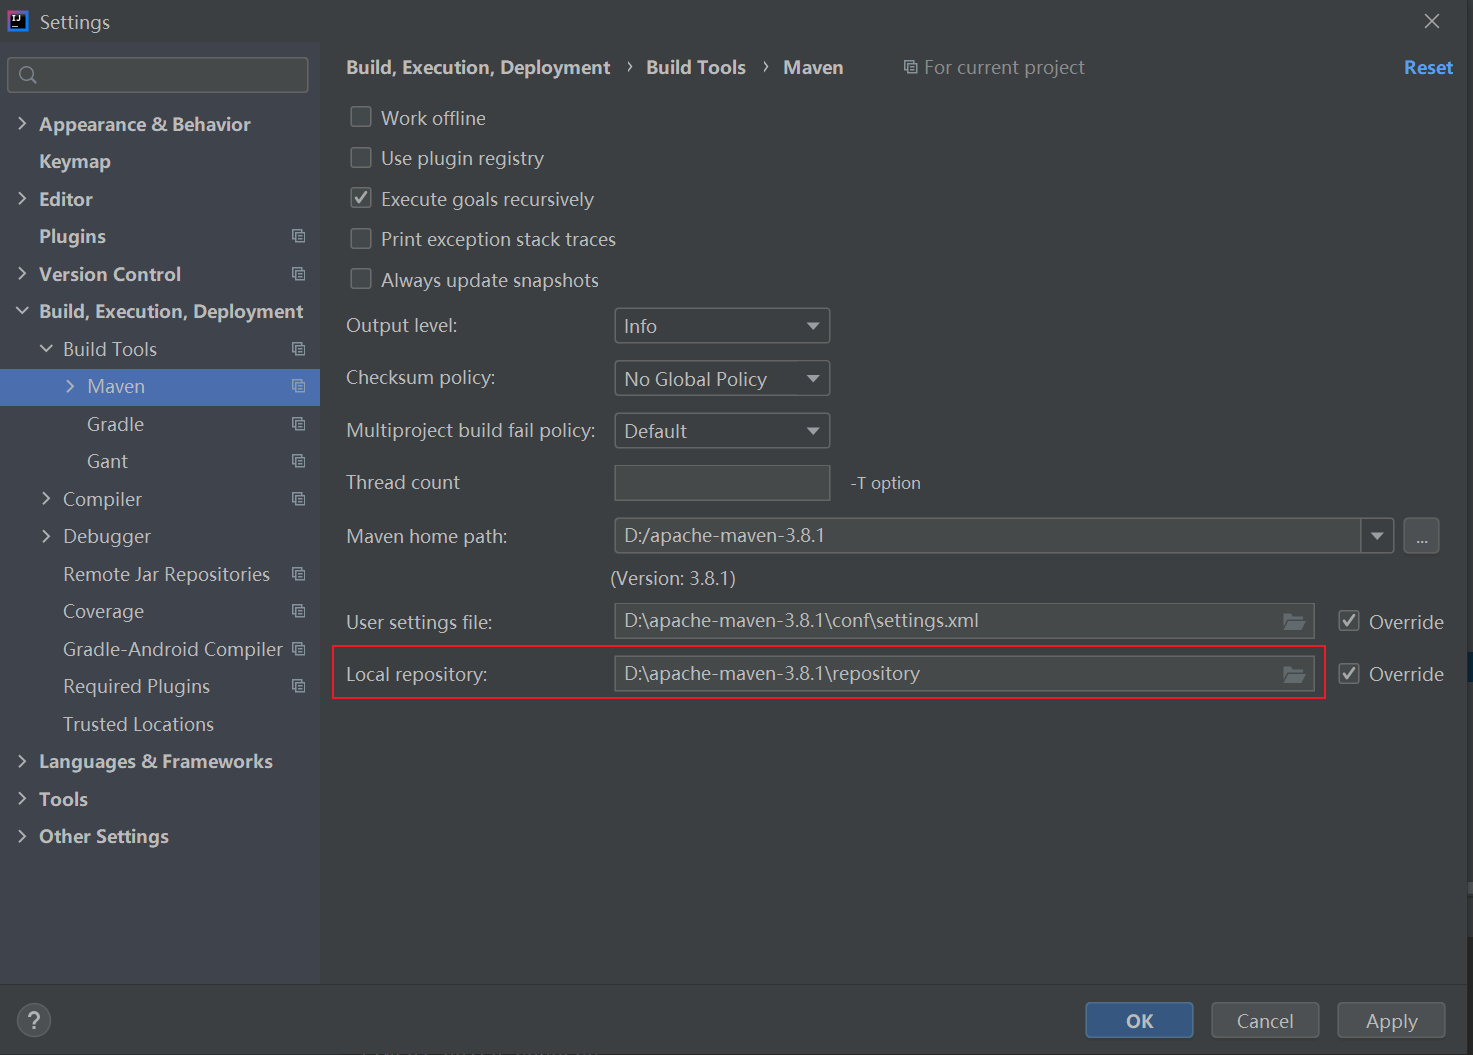 Settings
Build, Execution, Deployment › Build Tools › Maven For current project Reset
Appearance & Behavior
Keymap
Editor
Plugins
Version Control
Build, Execution, Deployment
Build Tools
Maven
Gradle
Gant
Compiler
Debugger
Remote Jar Repositories
Coverage
Gradle-Android Compiler
Required Plugins
Trusted Locations
Languages & Frameworks
Tools
Other Settings
Work offline
Use plugin registry
Execute goals recursively
Print exception stack traces
Always update snapshots
Output level: Info
Checksum policy: No Global Policy
Multiproject build fail policy: Default
Thread count -T option
Maven home path: D:/apache-maven-3.8.1 ...
(Version: 3.8.1)
User settings file: D:\apache-maven-3.8.1\conf\settings.xml Override
Local repository: D:\apache-maven-3.8.1\repository Override
? OK Cancel Apply